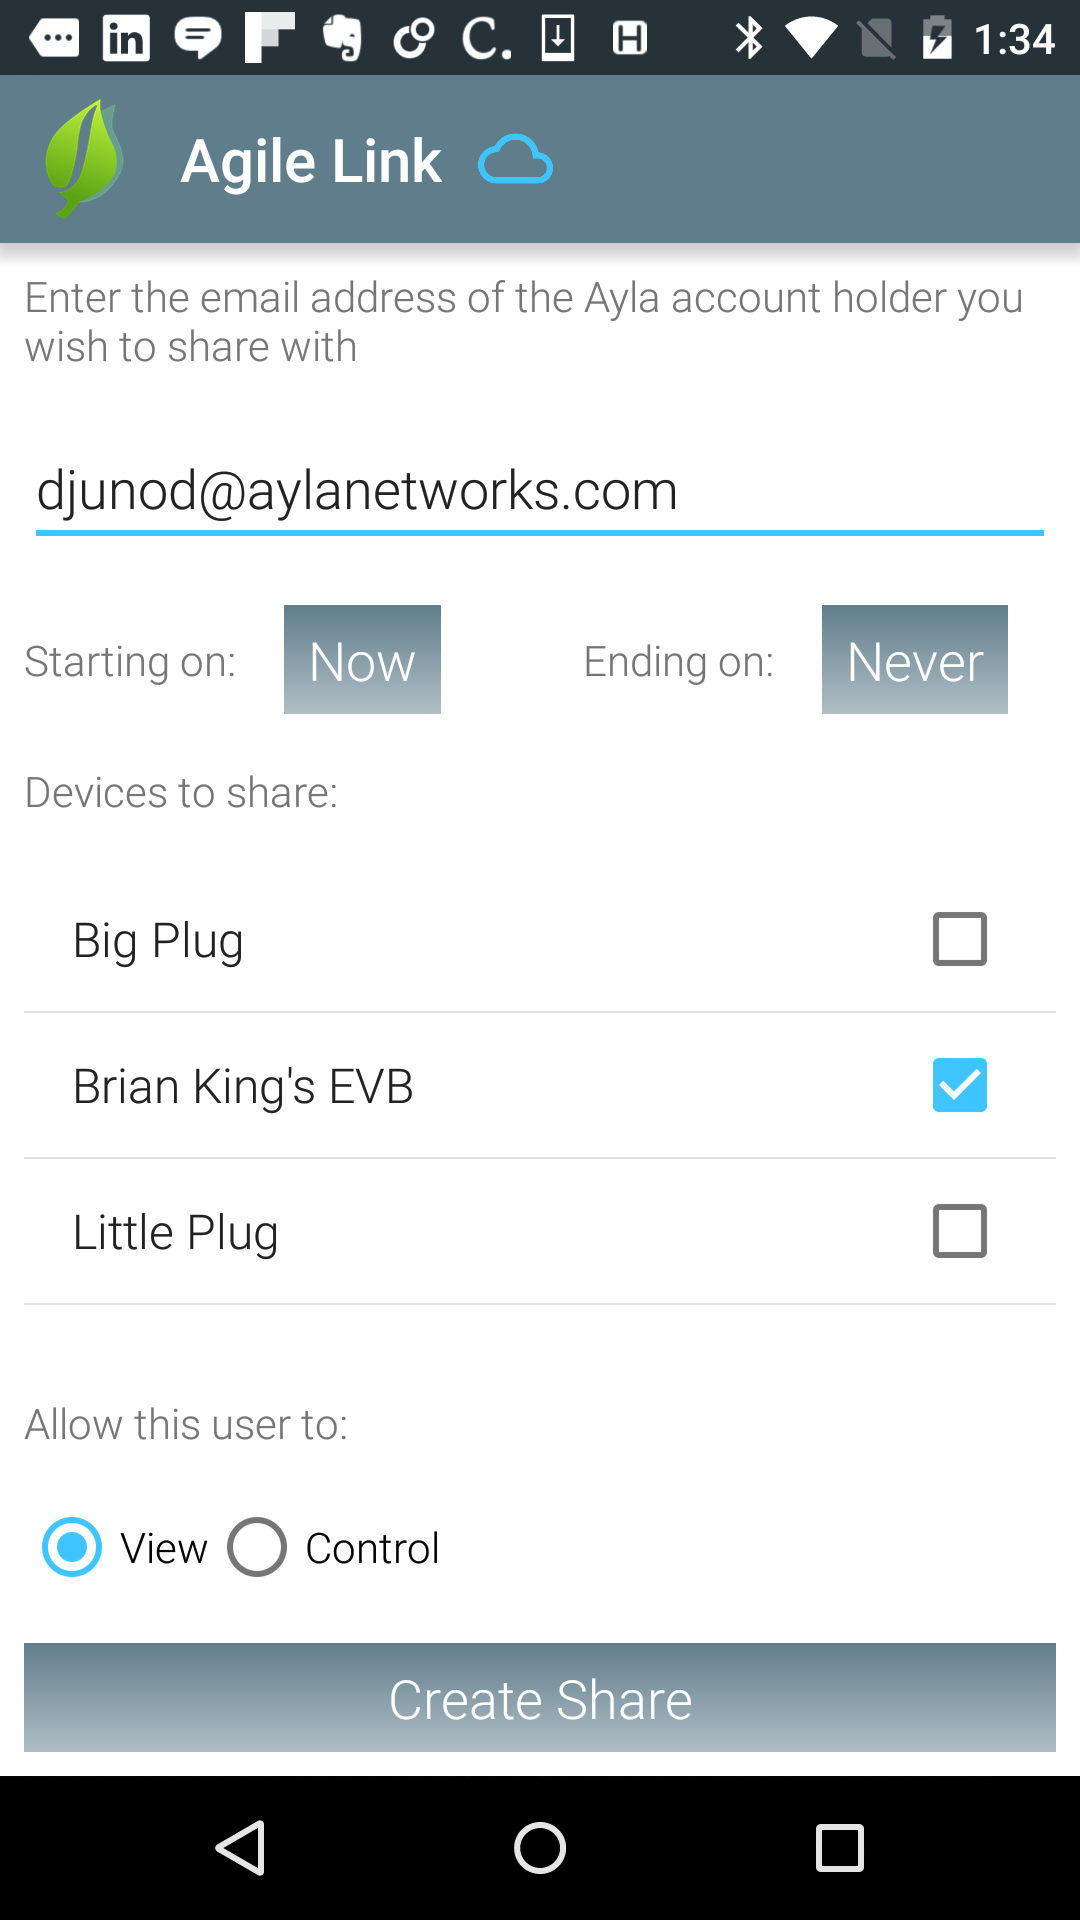 1:34
Agile Link
Enter the email address of the Ayla account holder you
wish to share with
djunod@aylanetworks.com
Starting on: Now Ending on: Never
Devices to share:
Big Plug
Brian King's EVB
Little Plug
Allow this user to:
View Control
Create Share